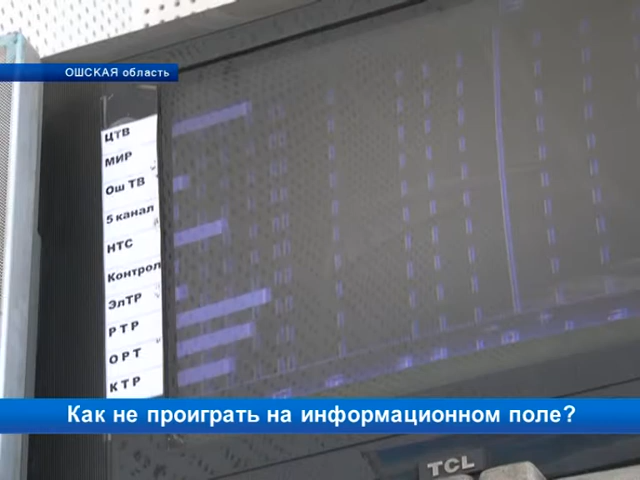 ОШСКАЯ область
ЦТВ
МИР
Ош ТВ
5 канал
НТС
Контрол
ЭлТР
РТР
ОРТ
КТР
Как не проиграть на информационном поле?
TCL